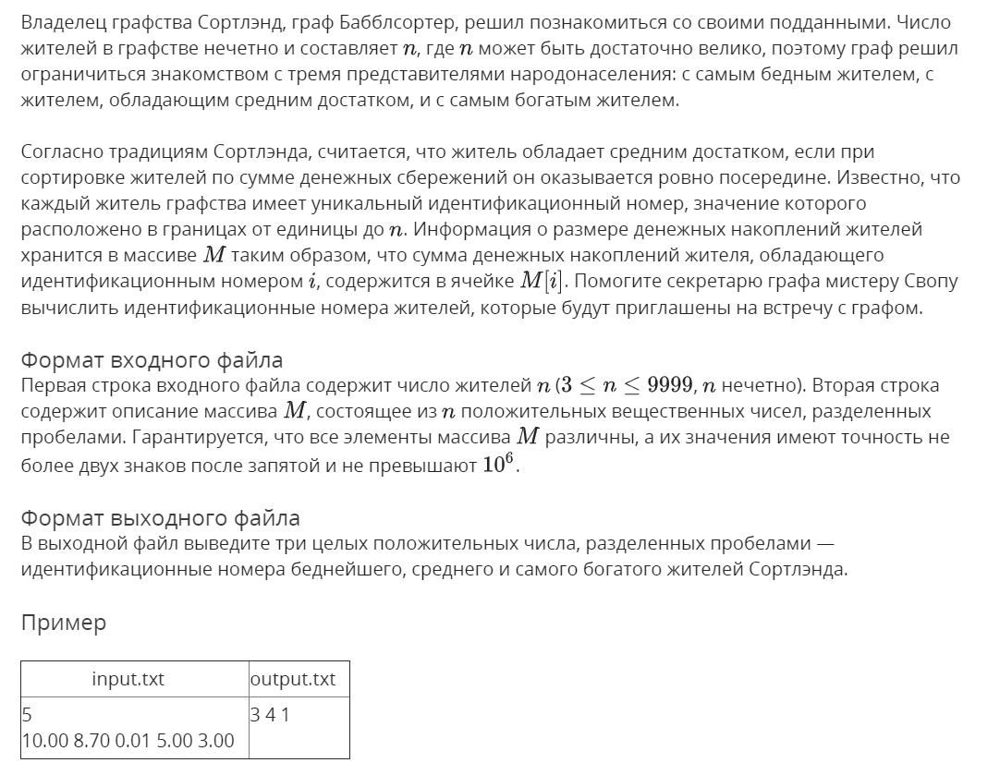 Владелец графства Сортлэнд, граф Бабблсортер, решил познакомиться со своими подданными. Число
жителей в графстве нечетно и составляет n, где n может быть достаточно велико, поэтому граф решил
ограничиться знакомством с тремя представителями народонаселения: с самым бедным жителем, с
жителем, обладающим средним достатком, и с самым богатым жителем.
Согласно традициям Сортлэнда, считается, что житель обладает средним достатком, если при
сортировке жителей по сумме денежных сбережений он оказывается ровно посередине. Известно, что
каждый житель графства имеет уникальный идентификационный номер, значение которого
расположено в границах от единицы до n. Информация о размере денежных накоплений жителей
хранится в массиве M таким образом, что сумма денежных накоплений жителя, обладающего
идентификационным номером i, содержится в ячейке M[i]. Помогите секретарю графа мистеру Свопу
вычислить идентификационные номера жителей, которые будут приглашены на встречу с графом.
Формат входного файла
Первая строка входного файла содержит число жителей n (3 ≤ n ≤ 9999, n нечетно). Вторая строка
содержит описание массива M, состоящее из n положительных вещественных чисел, разделенных
пробелами. Гарантируется, что все элементы массива M различны, а их значения имеют точность не
более двух знаков после запятой и не превышают 10⁶.
Формат выходного файла
В выходной файл выведите три целых положительных числа, разделенных пробелами —
идентификационные номера беднейшего, среднего и самого богатого жителей Сортлэнда.
Пример
input.txt output.txt
5 3 4 1
10.00 8.70 0.01 5.00 3.00